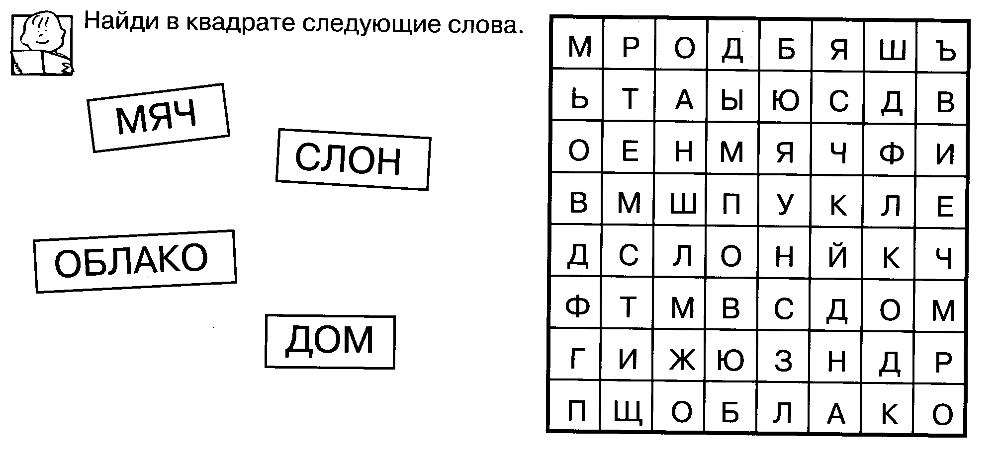 Найди в квадрате следующие слова.
МЯЧ
СЛОН
ОБЛАКО
ДОМ
М Р О Д Б Я Ш Ъ
Ь Т А Ы Ю С Д В
О Е Н М Я Ч Ф И
В М Ш П У К Л Е
Д С Л О Н Й К Ч
Ф Т М В С Д О М
Г И Ж Ю З Н Д Р
П Щ О Б Л А К О